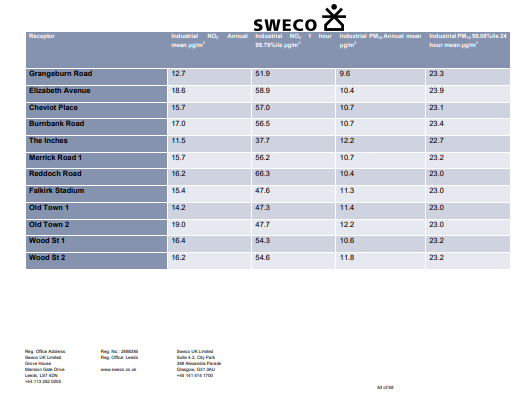 SWECO
Receptor Industrial NO2 Annual mean µg/m3 Industrial NO2 1 hour 99.79%ile µg/m3 Industrial PM10 Annual mean µg/m3 Industrial PM10 98.08%ile 24 hour mean µg/m3
Grangeburn Road 12.7 51.9 9.6 23.3
Elizabeth Avenue 18.6 58.9 10.4 23.9
Cheviot Place 15.7 57.0 10.7 23.1
Burnbank Road 17.0 56.5 10.7 23.4
The Inches 11.5 37.7 12.2 22.7
Merrick Road 1 15.7 56.2 10.7 23.2
Reddoch Road 16.2 66.3 10.4 23.0
Falkirk Stadium 15.4 47.6 11.3 23.0
Old Town 1 14.2 47.3 11.4 23.0
Old Town 2 19.0 47.7 12.2 23.0
Wood St 1 16.4 54.3 10.6 23.2
Wood St 2 16.2 54.6 11.8 23.2
Reg. Office Address:
Sweco UK Limited
Grove House
Mansion Gate Drive
Leeds, LS7 4DN
+44 113 262 0000
Reg. No.: 2888385
Reg. Office: Leeds
www.sweco.co.uk
Sweco UK Limited
Suite 4.2, City Park
368 Alexandra Parade
Glasgow, G31 3AU
+44 141 414 1700
63 of 68